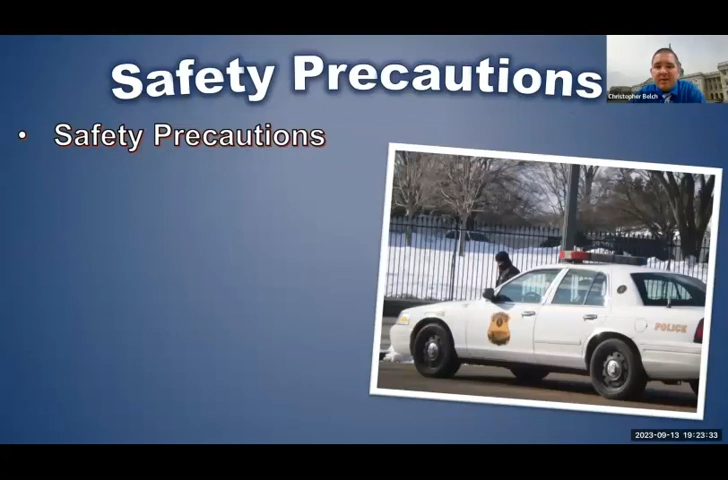 Safety Precautions
• Safety Precautions
Christopher Belch
POLICE
2023-09-13 19:23:33